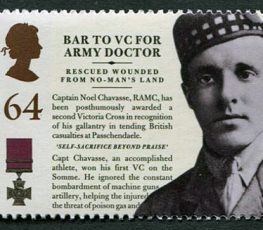 BAR TO VC FOR
ARMY DOCTOR
RESCUED WOUNDED
FROM NO-MAN'S LAND
64
Captain Noel Chavasse, RAMC, has
been posthumously awarded a
second Victoria Cross in recognition
of his gallantry in tending British
casualties at Passchendaele.
'SELF-SACRIFICE BEYOND PRAISE'
Capt Chavasse, an accomplished
athlete, won his first VC on the
Somme. He ignored the constant
bombardment of machine guns
artillery, helping the injured
the threat of poison gas and